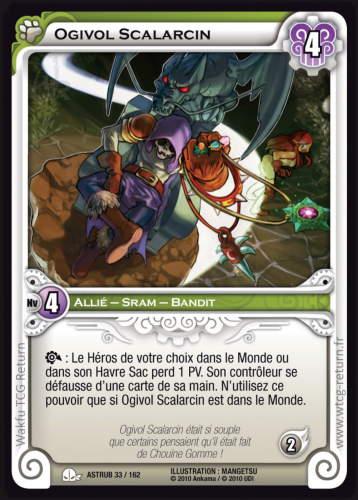 Ogivol Scalarcin
4
Nv 4 Allié – Sram – Bandit
: Le Héros de votre choix dans le Monde ou
dans son Havre Sac perd 1 PV. Son contrôleur se
défausse d'une carte de sa main. N'utilisez ce
pouvoir que si Ogivol Scalarcin est dans le Monde.
Ogivol Scalarcin était si souple
que certains pensaient qu'il était fait
de Chouine Gomme !
2
ASTRUB 33 / 162
ILLUSTRATION : MANGETSU
© 2010 Ankama / © 2010 UDI
Wakfu TCG Return
www.wtcg-return.fr